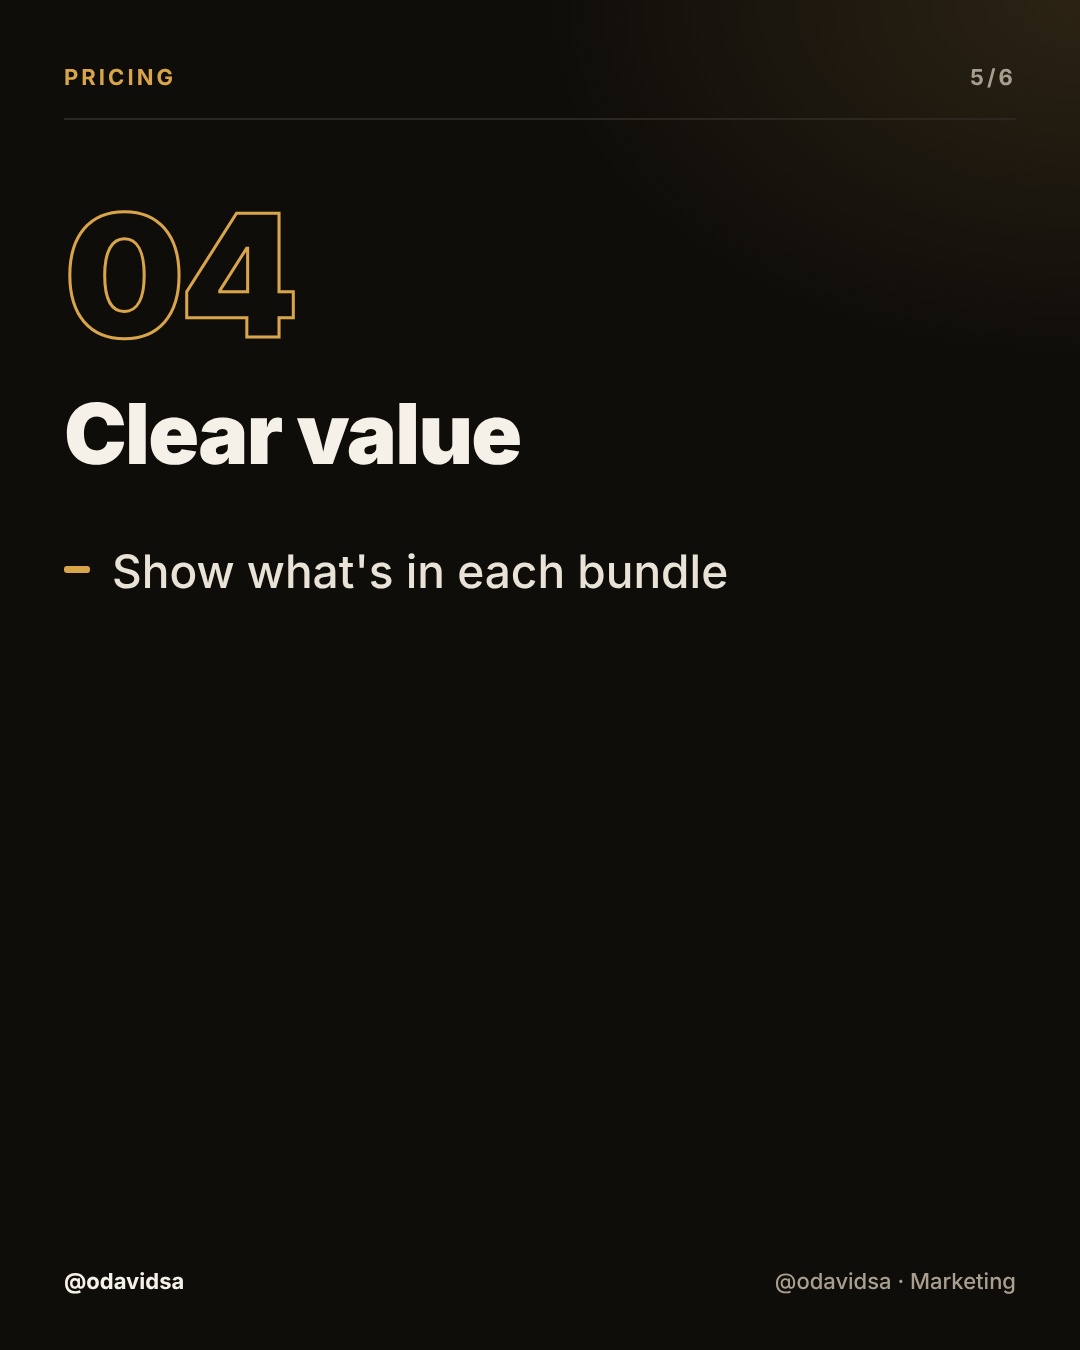 PRICING
5/6
04
Clear value
Show what's in each bundle
@odavidsa
@odavidsa · Marketing